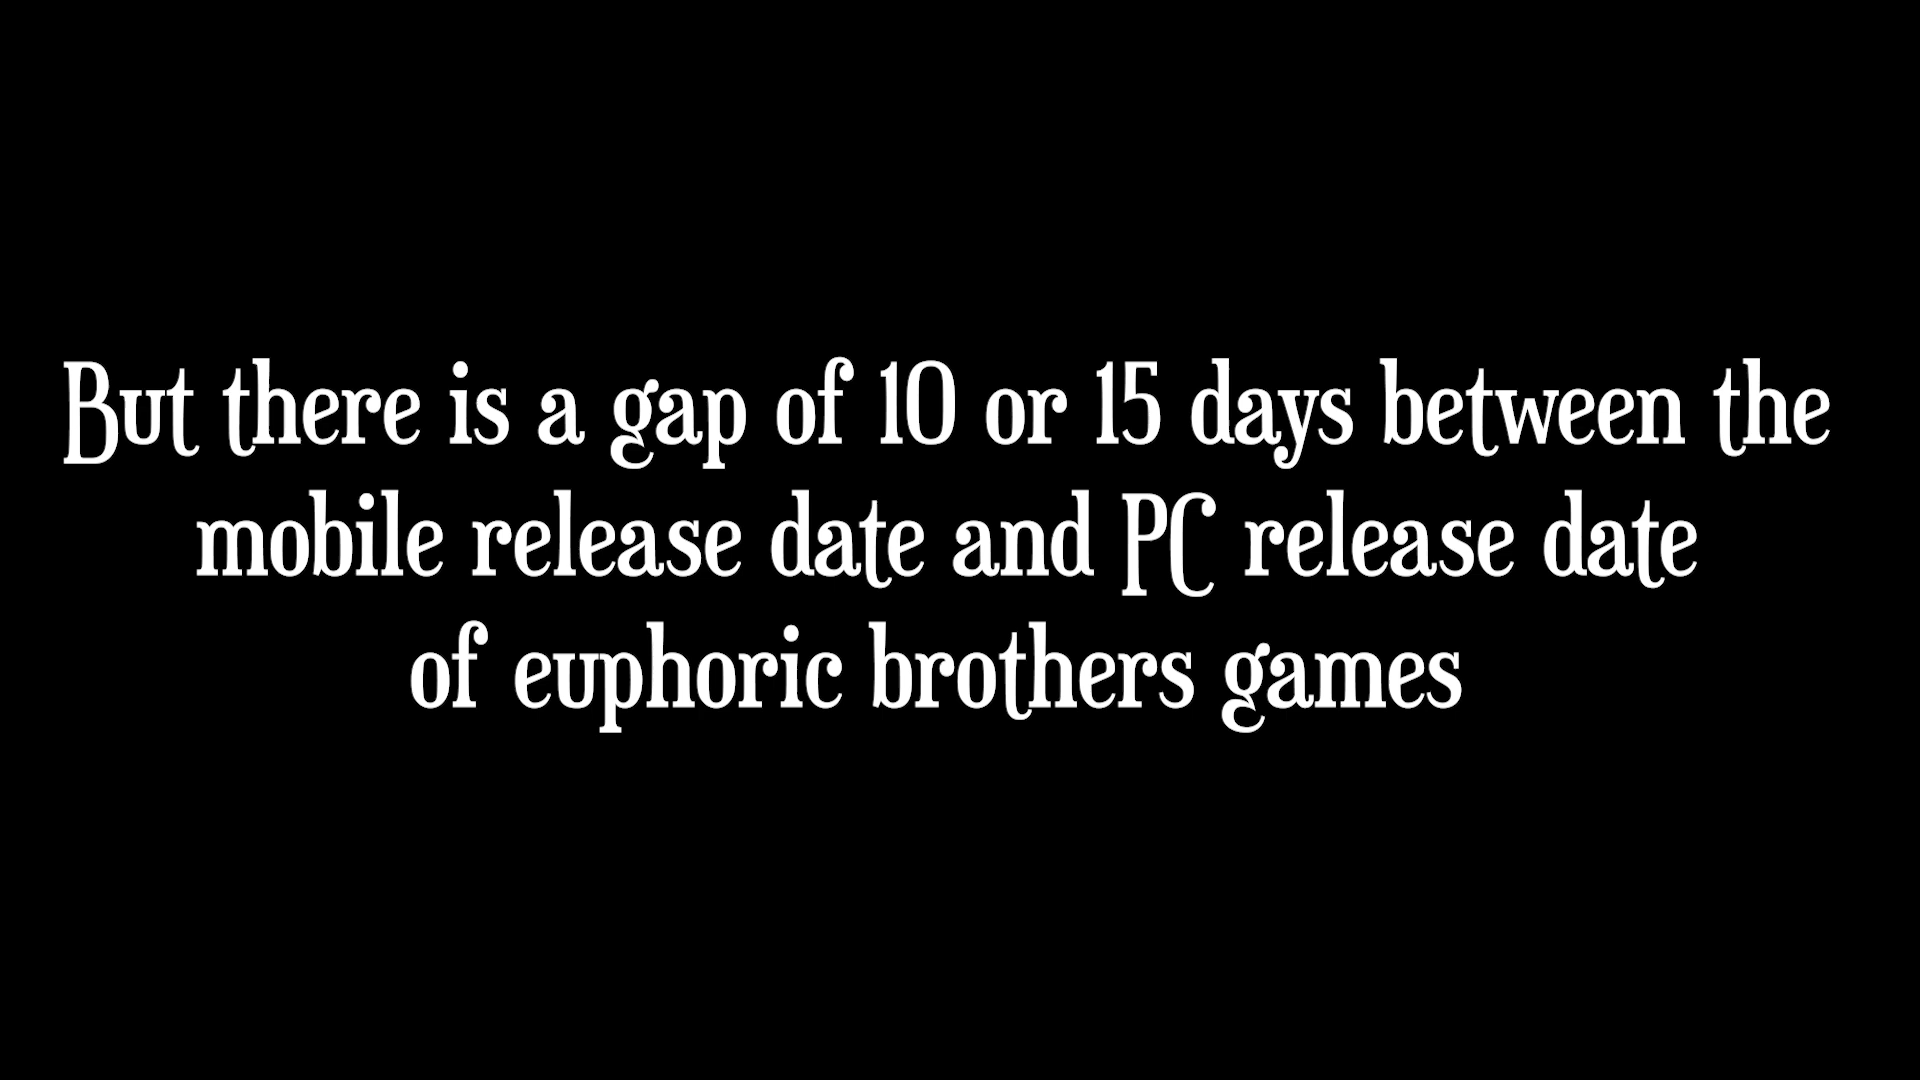 But there is a gap of 10 or 15 days between the
mobile release date and PC release date
of euphoric brothers games